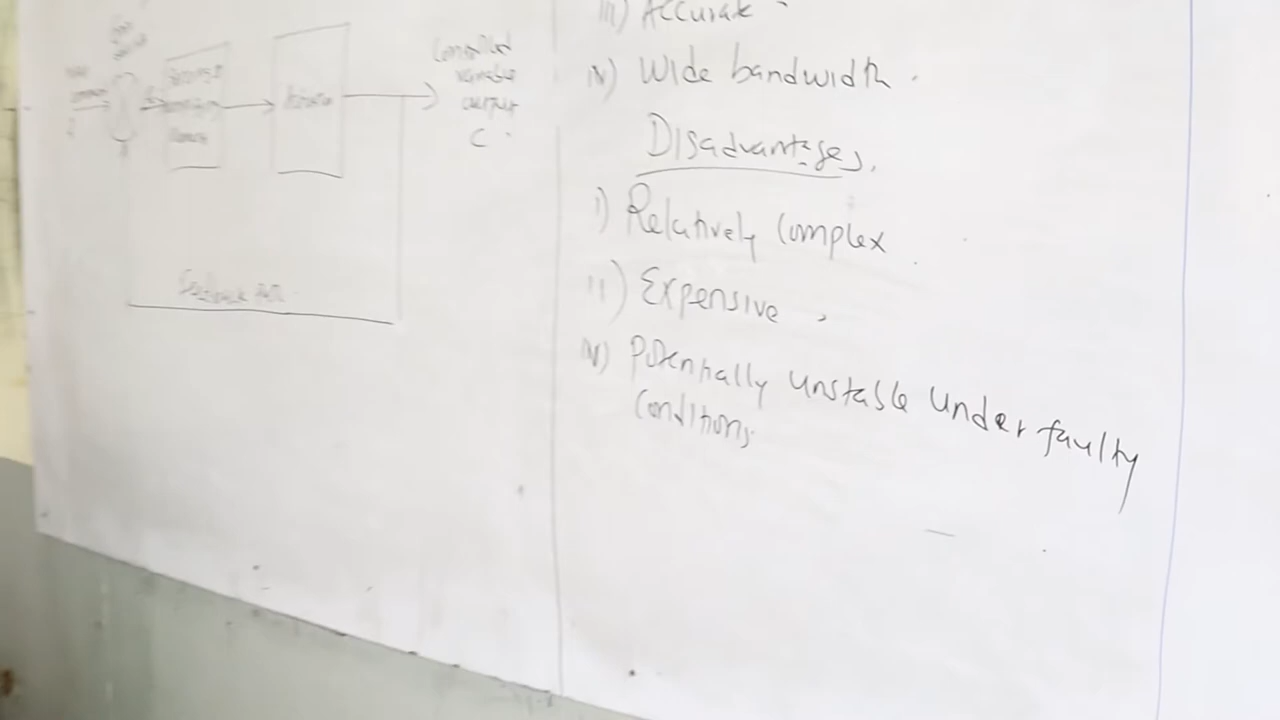 Controlled
variable
output
C
Feedback
iii) Accurate
iv) Wide bandwidth.
Disadvantages.
i) Relatively Complex.
ii) Expensive.
iv) Potentially unstable under faulty
Conditions.